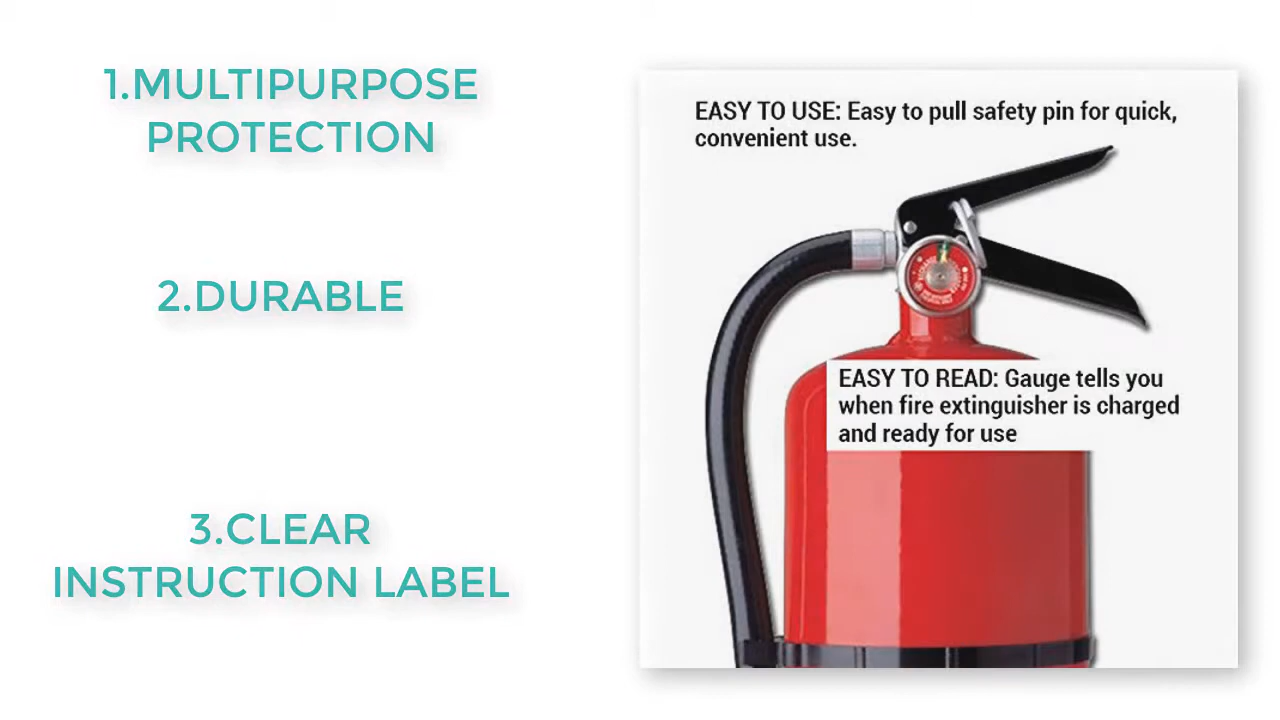 1.MULTIPURPOSE
PROTECTION
2.DURABLE
3.CLEAR
INSTRUCTION LABEL
EASY TO USE: Easy to pull safety pin for quick,
convenient use.
EASY TO READ: Gauge tells you
when fire extinguisher is charged
and ready for use